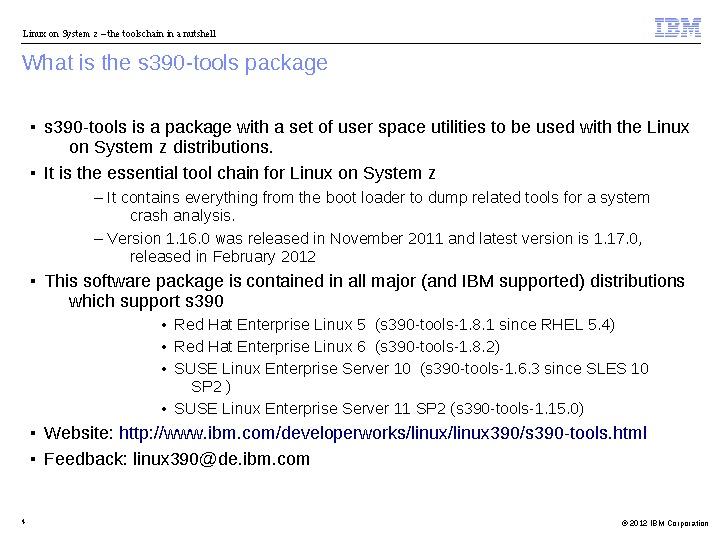 Linux on System z – the toolschain in a nutshell
IBM
What is the s390-tools package
▪ s390-tools is a package with a set of user space utilities to be used with the Linux
on System z distributions.
▪ It is the essential tool chain for Linux on System z
– It contains everything from the boot loader to dump related tools for a system
crash analysis.
– Version 1.16.0 was released in November 2011 and latest version is 1.17.0,
released in February 2012
▪ This software package is contained in all major (and IBM supported) distributions
which support s390
• Red Hat Enterprise Linux 5 (s390-tools-1.8.1 since RHEL 5.4)
• Red Hat Enterprise Linux 6 (s390-tools-1.8.2)
• SUSE Linux Enterprise Server 10 (s390-tools-1.6.3 since SLES 10
SP2 )
• SUSE Linux Enterprise Server 11 SP2 (s390-tools-1.15.0)
▪ Website: http://www.ibm.com/developerworks/linux/linux390/s390-tools.html
▪ Feedback: linux390@de.ibm.com
© 2012 IBM Corporation